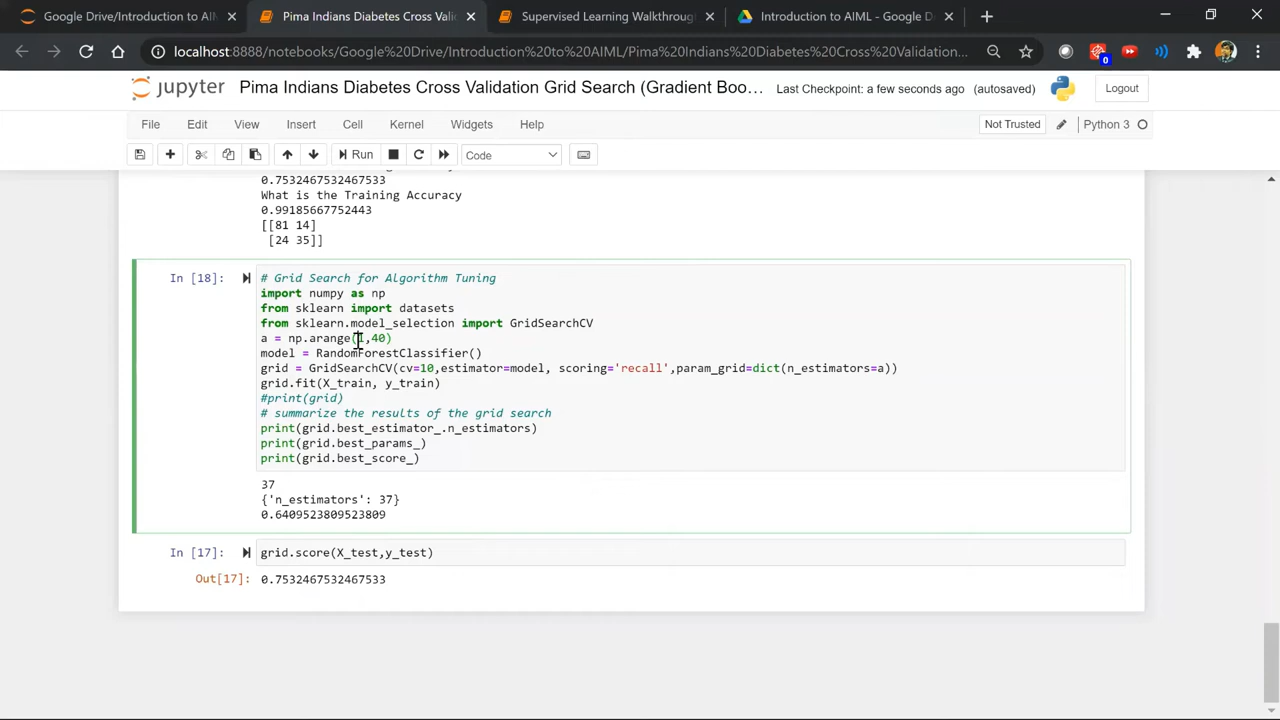 Google Drive/Introduction to AI
Pima Indians Diabetes Cross Vali
Supervised Learning Walkthroug
Introduction to AIML - Google D
localhost:8888/notebooks/Google%20Drive/Introduction%20to%20AIML/Pima%20Indians%20Diabetes%20Cross%20Validation...
0
jupyter
Pima Indians Diabetes Cross Validation Grid Search (Gradient Boo...
Last Checkpoint: a few seconds ago (autosaved)
Logout
File Edit View Insert Cell Kernel Widgets Help
Not Trusted
Python 3
Run
Code
0.7532467532467533
What is the Training Accuracy
0.99185667752443
[[81 14]
[24 35]]
In [18]:
# Grid Search for Algorithm Tuning
import numpy as np
from sklearn import datasets
from sklearn.model_selection import GridSearchCV
a = np.arange(1,40)
model = RandomForestClassifier()
grid = GridSearchCV(cv=10,estimator=model, scoring='recall',param_grid=dict(n_estimators=a))
grid.fit(X_train, y_train)
#print(grid)
# summarize the results of the grid search
print(grid.best_estimator_.n_estimators)
print(grid.best_params_)
print(grid.best_score_)
37
{'n_estimators': 37}
0.6409523809523809
In [17]:
grid.score(X_test,y_test)
Out[17]:
0.7532467532467533